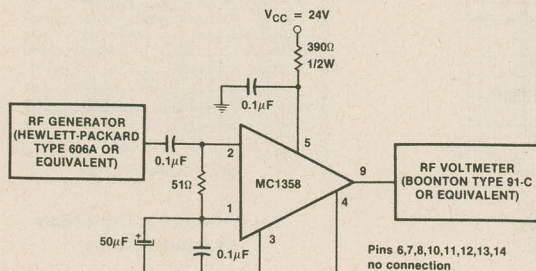 V_CC = 24V
390Ω
1/2W
0.1μF
5
RF GENERATOR
(HEWLETT-PACKARD
TYPE 606A OR
EQUIVALENT)
0.1μF
2
51Ω
MC1358
9
RF VOLTMETER
(BOONTON TYPE 91-C
OR EQUIVALENT)
1
4
3
50μF
+
0.1μF
Pins 6,7,8,10,11,12,13,14
no connection